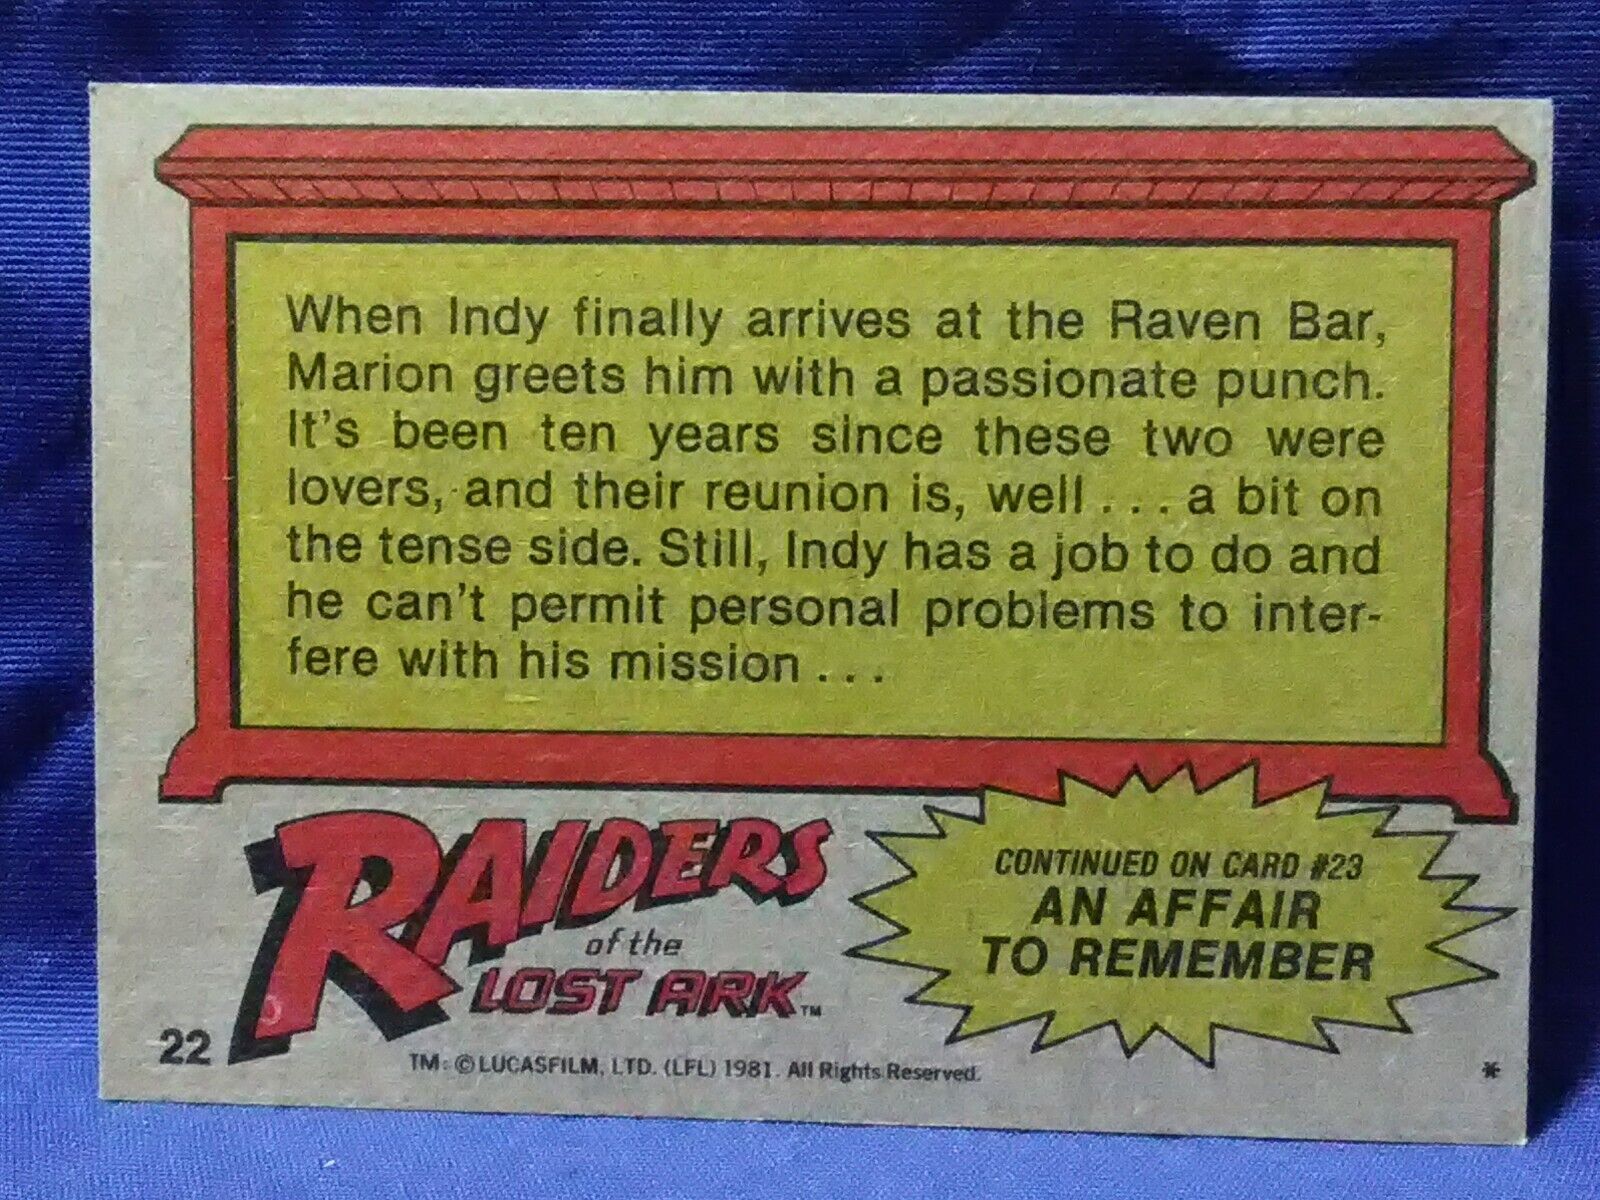 When Indy finally arrives at the Raven Bar,
Marion greets him with a passionate punch.
It's been ten years since these two were
lovers, and their reunion is, well . . . a bit on
the tense side. Still, Indy has a job to do and
he can't permit personal problems to inter-
fere with his mission . . .
RAIDERS
of the
LOST ARK™
CONTINUED ON CARD #23
AN AFFAIR
TO REMEMBER
22
TM: © LUCASFILM, LTD. (LFL) 1981. All Rights Reserved.
*